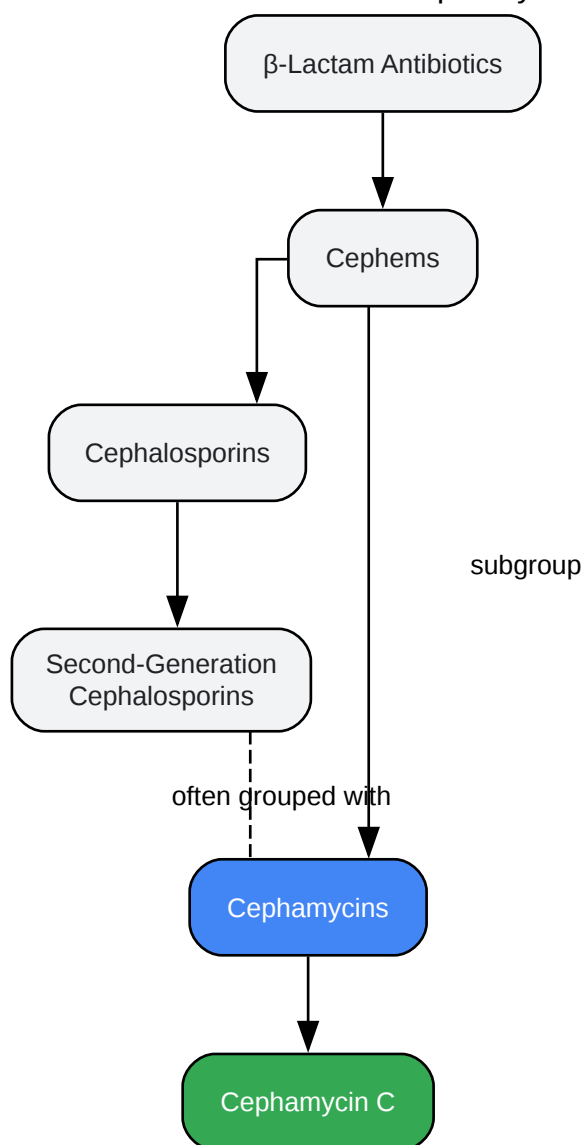 β-Lactam Antibiotics
Cephems
Cephalosporins
subgroup
Second-Generation
Cephalosporins
often grouped with
Cephamycins
Cephamycin C